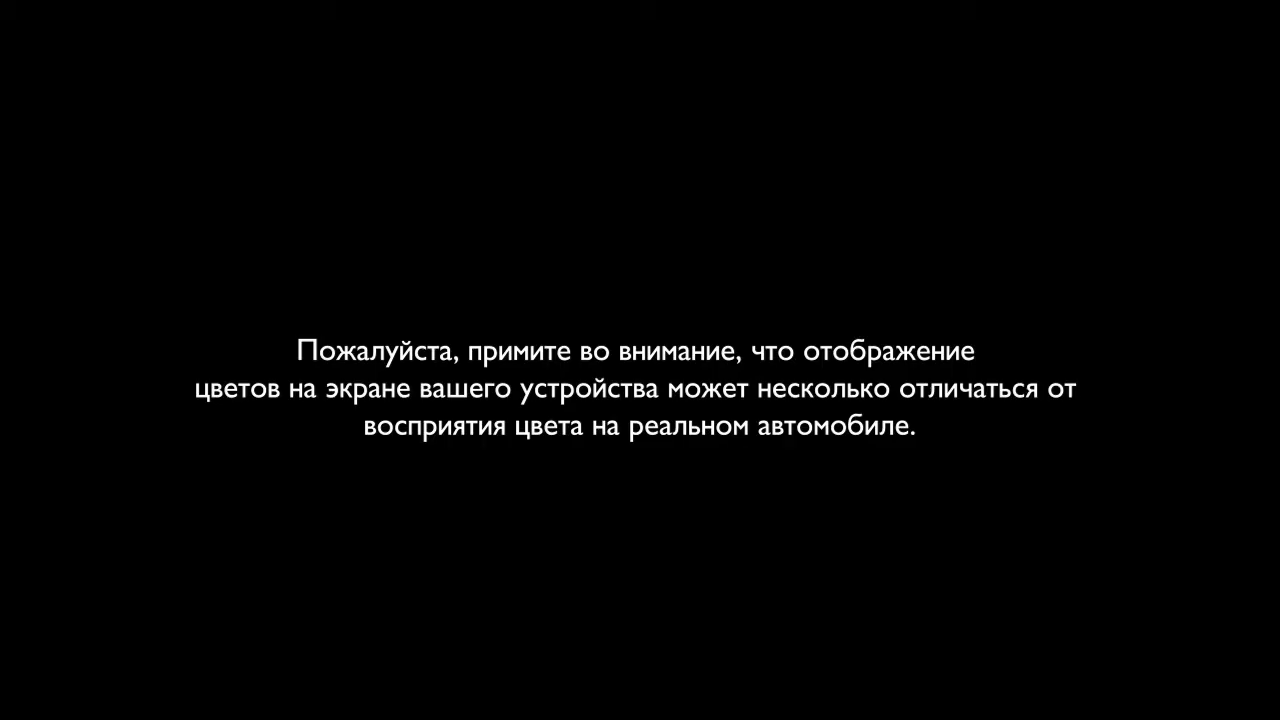 Пожалуйста, примите во внимание, что отображение
цветов на экране вашего устройства может несколько отличаться от
восприятия цвета на реальном автомобиле.